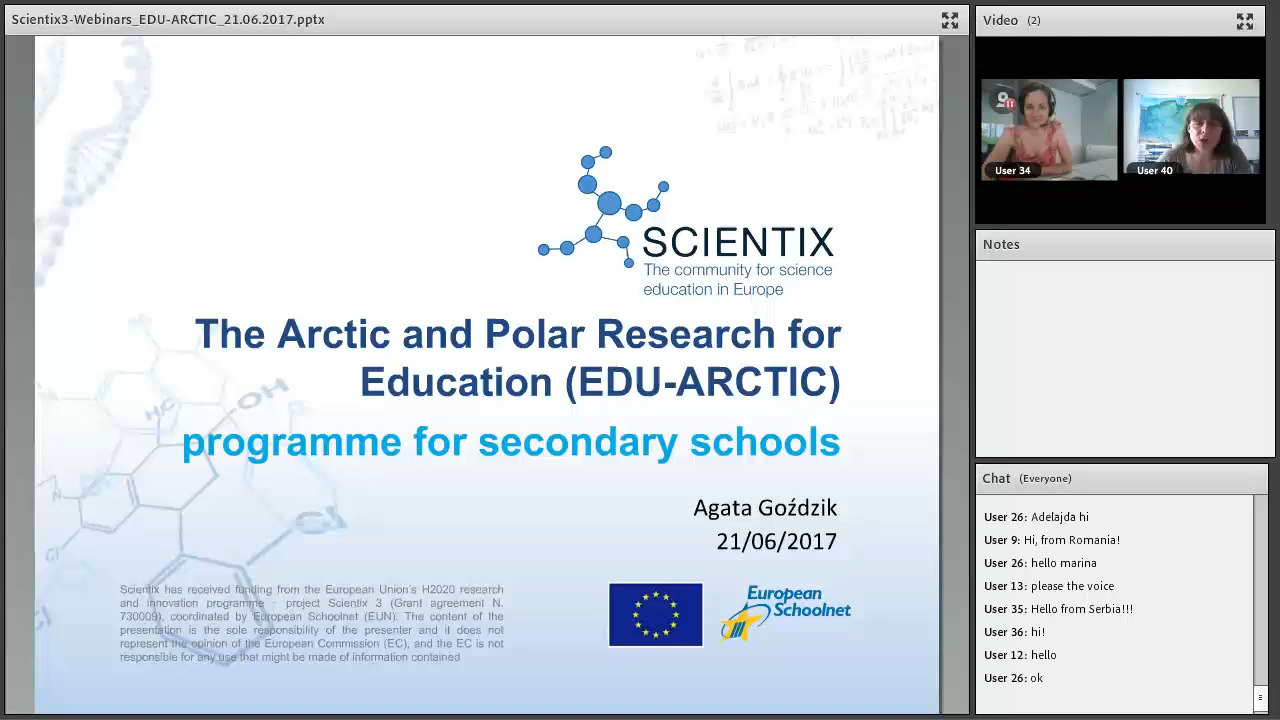 Scientix3-Webinars_EDU-ARCTIC_21.06.2017.pptx
SCIENTIX
The community for science
education in Europe
The Arctic and Polar Research for
Education (EDU-ARCTIC)
programme for secondary schools
Agata Goździk
21/06/2017
Scientix has received funding from the European Union's H2020 research
and innovation programme - project Scientix 3 (Grant agreement N.
730009), coordinated by European Schoolnet (EUN). The content of the
presentation is the sole responsibility of the presenter and it does not
represent the opinion of the European Commission (EC), and the EC is not
responsible for any use that might be made of information contained
European
Schoolnet
OH
HC
N
Cl
Cl
Video (2)
User 34
User 40
Notes
Chat (Everyone)
User 26: Adelajda hi
User 9: Hi, from Romania!
User 26: hello marina
User 13: please the voice
User 35: Hello from Serbia!!!
User 36: hi!
User 12: hello
User 26: ok